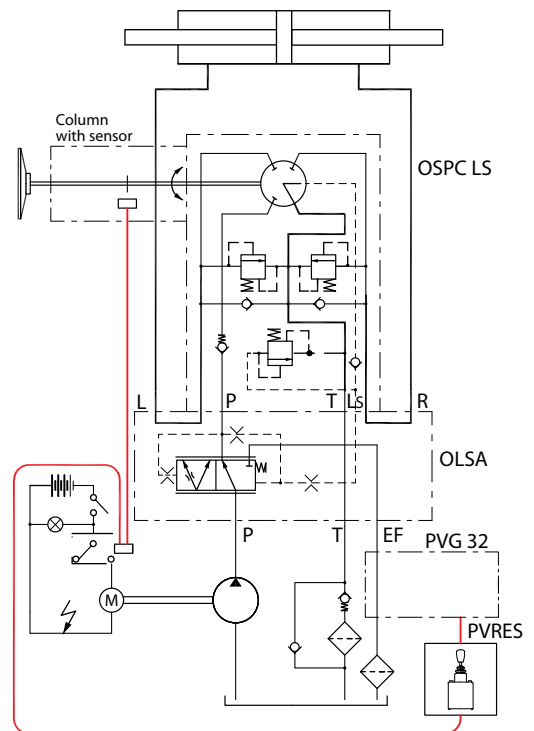 Column
with sensor
OSPC LS
L
P
T
LS
R
OLSA
P
T
EF
PVG 32
M
PVRES